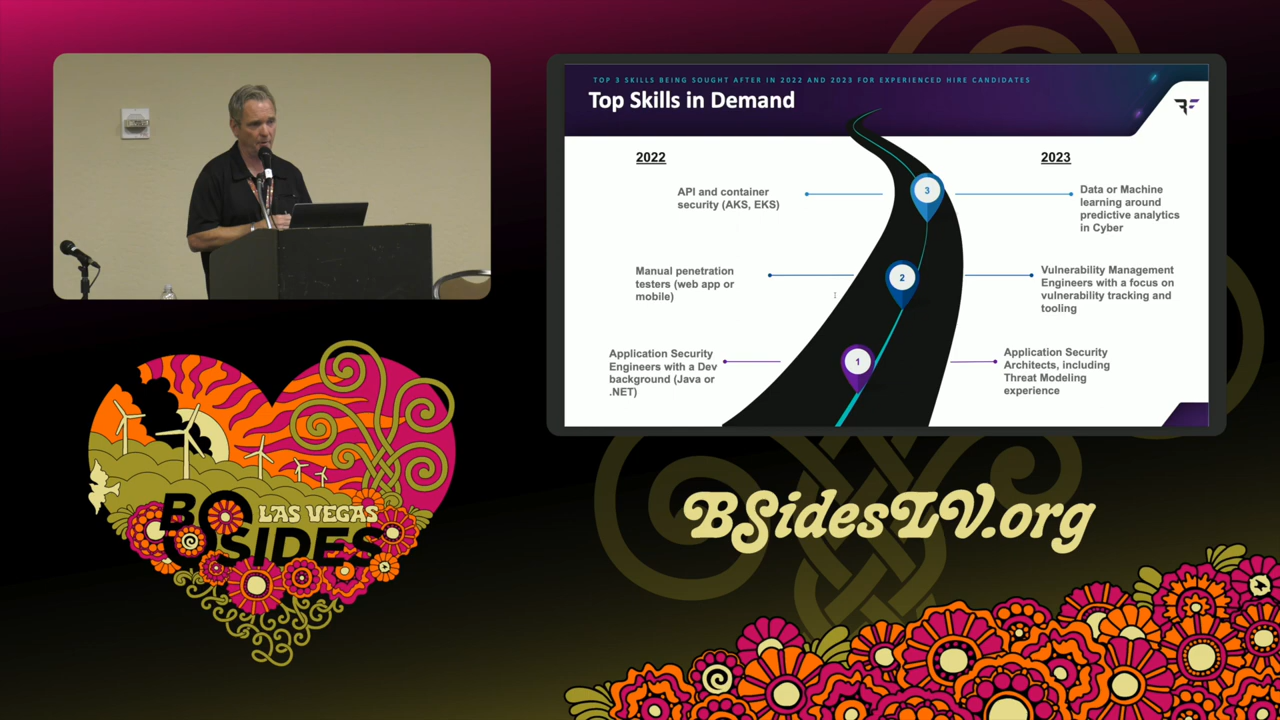 TOP 3 SKILLS BEING SOUGHT AFTER IN 2022 AND 2023 FOR EXPERIENCED HIRE CANDIDATES
Top Skills in Demand
RF
2022
2023
API and container
security (AKS, EKS)
3
Data or Machine
learning around
predictive analytics
in Cyber
Manual penetration
testers (web app or
mobile)
2
Vulnerability Management
Engineers with a focus on
vulnerability tracking and
tooling
Application Security
Engineers with a Dev
background (Java or
.NET)
1
Application Security
Architects, including
Threat Modeling
experience
LAS VEGAS
BSIDES
23
BSidesLV.org